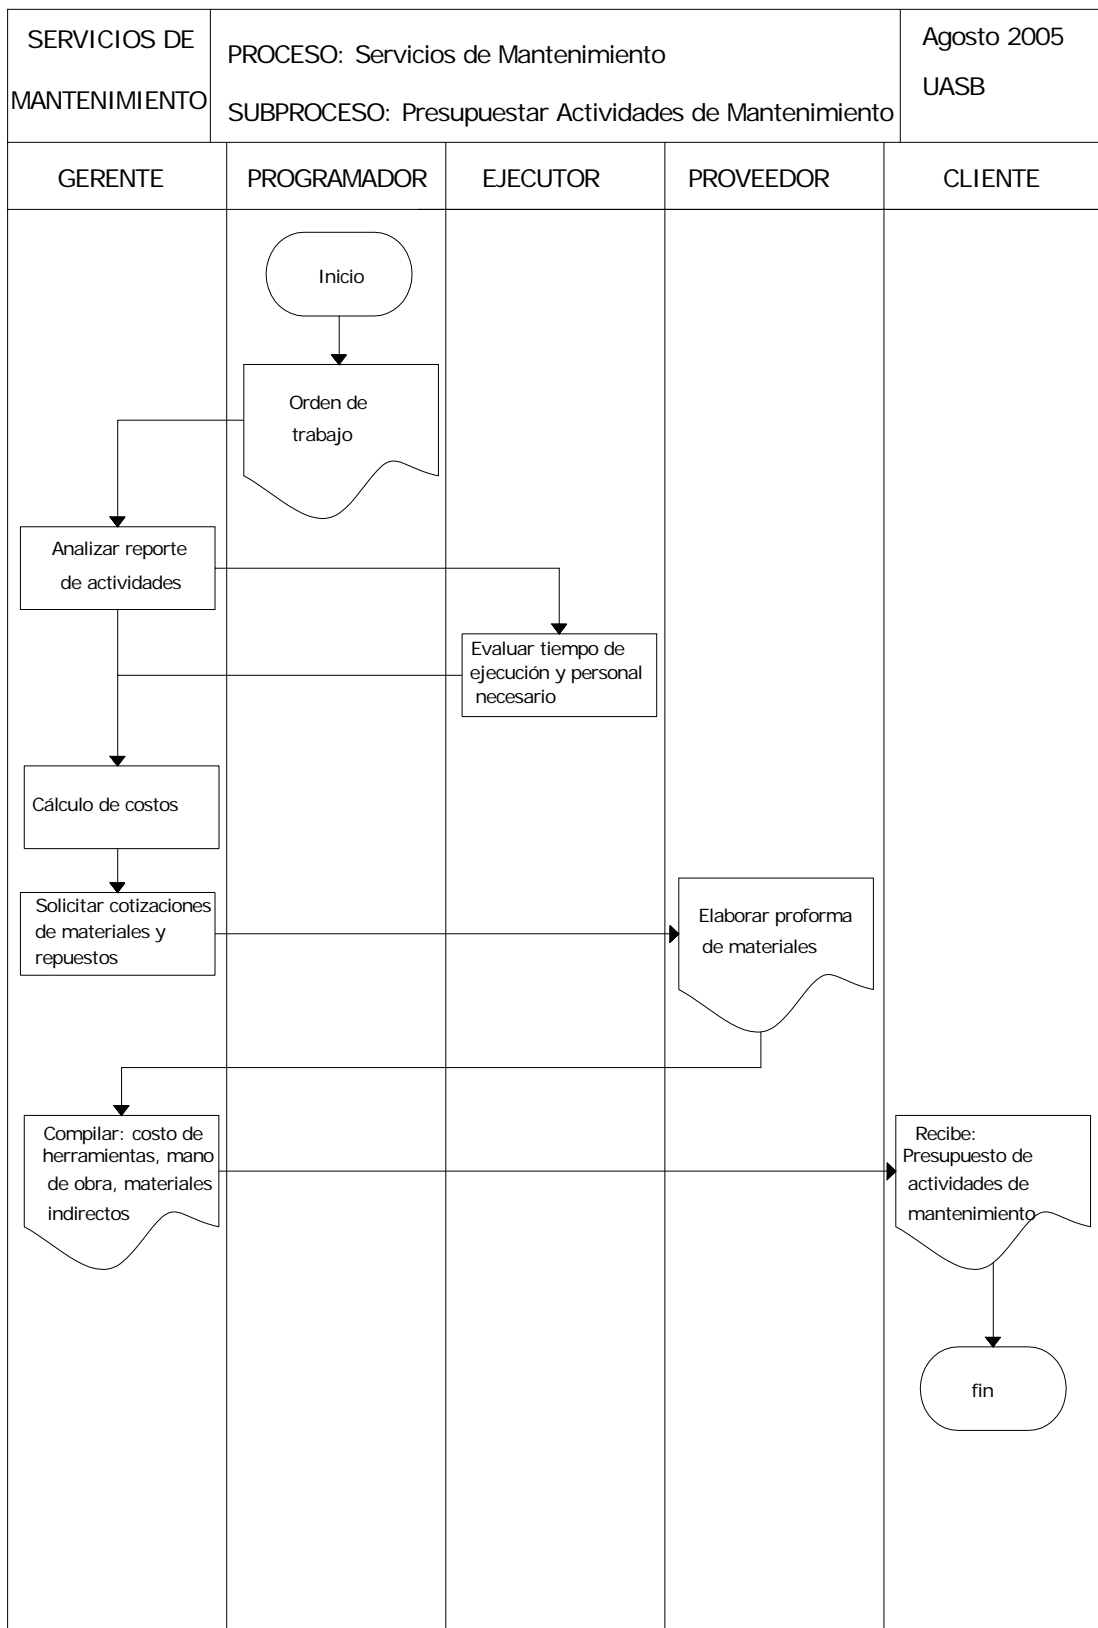 SERVICIOS DE
MANTENIMIENTO
PROCESO: Servicios de Mantenimiento
SUBPROCESO: Presupuestar Actividades de Mantenimiento
Agosto 2005
UASB
GERENTE
PROGRAMADOR
EJECUTOR
PROVEEDOR
CLIENTE
Inicio
Orden de
trabajo
Analizar reporte
de actividades
Evaluar tiempo de
ejecución y personal
necesario
Cálculo de costos
Solicitar cotizaciones
de materiales y
repuestos
Elaborar proforma
de materiales
Compilar: costo de
herramientas, mano
de obra, materiales
indirectos
Recibe:
Presupuesto de
actividades de
mantenimiento
fin